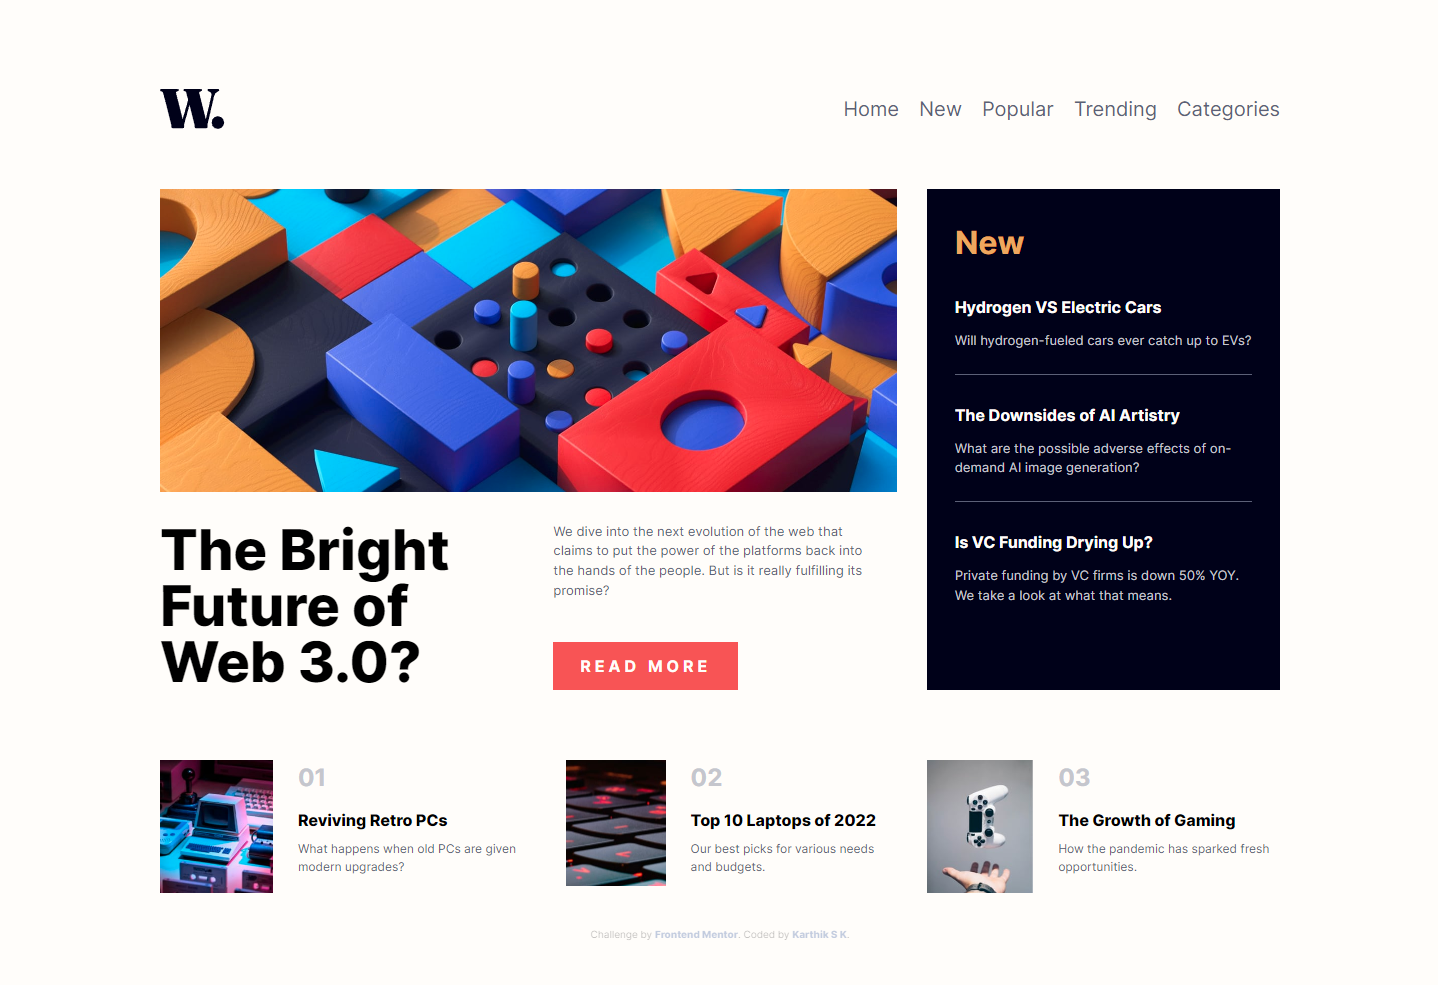 W.
Home New Popular Trending Categories
New
Hydrogen VS Electric Cars
Will hydrogen-fueled cars ever catch up to EVs?
The Downsides of AI Artistry
What are the possible adverse effects of on-
demand AI image generation?
Is VC Funding Drying Up?
Private funding by VC firms is down 50% YOY.
We take a look at what that means.
The Bright
Future of
Web 3.0?
We dive into the next evolution of the web that
claims to put the power of the platforms back into
the hands of the people. But is it really fulfilling its
promise?
READ MORE
01
Reviving Retro PCs
What happens when old PCs are given
modern upgrades?
02
Top 10 Laptops of 2022
Our best picks for various needs
and budgets.
03
The Growth of Gaming
How the pandemic has sparked fresh
opportunities.
Challenge by Frontend Mentor. Coded by Karthik S K.